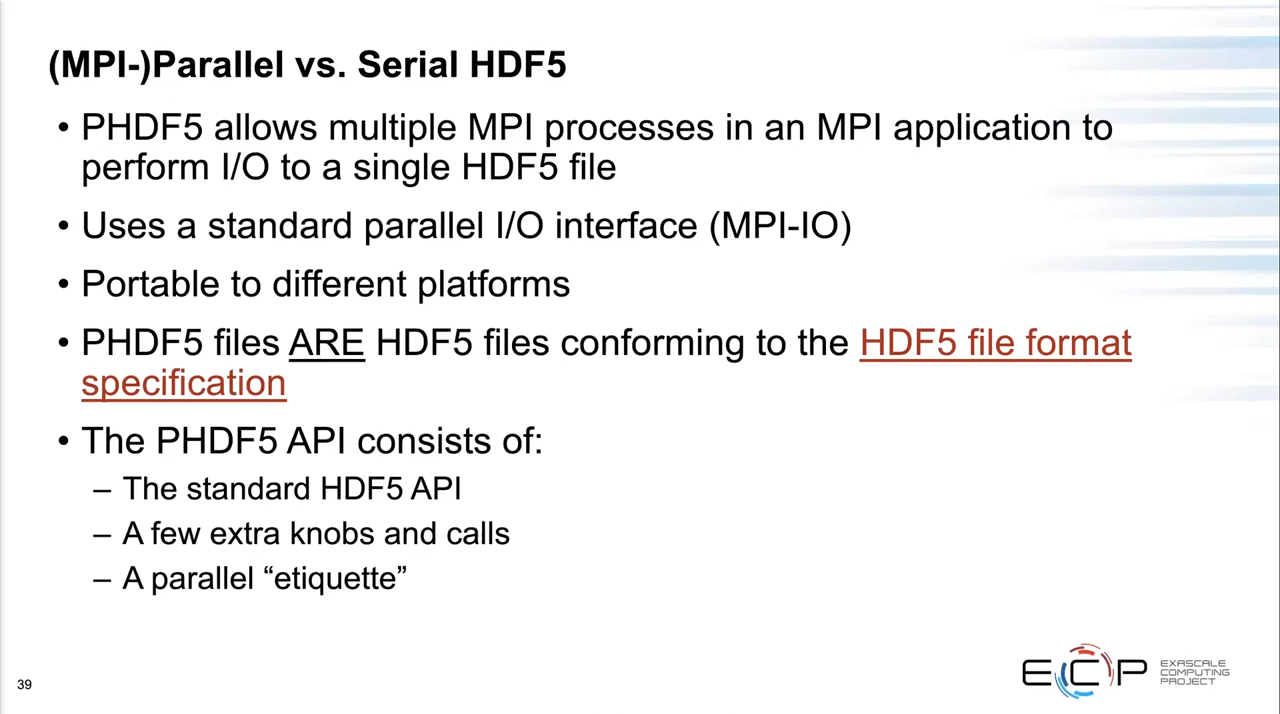 (MPI-)Parallel vs. Serial HDF5
• PHDF5 allows multiple MPI processes in an MPI application to
perform I/O to a single HDF5 file
• Uses a standard parallel I/O interface (MPI-IO)
• Portable to different platforms
• PHDF5 files ARE HDF5 files conforming to the HDF5 file format
specification
• The PHDF5 API consists of:
– The standard HDF5 API
– A few extra knobs and calls
– A parallel “etiquette”
39
ECP
EXASCALE
COMPUTING
PROJECT